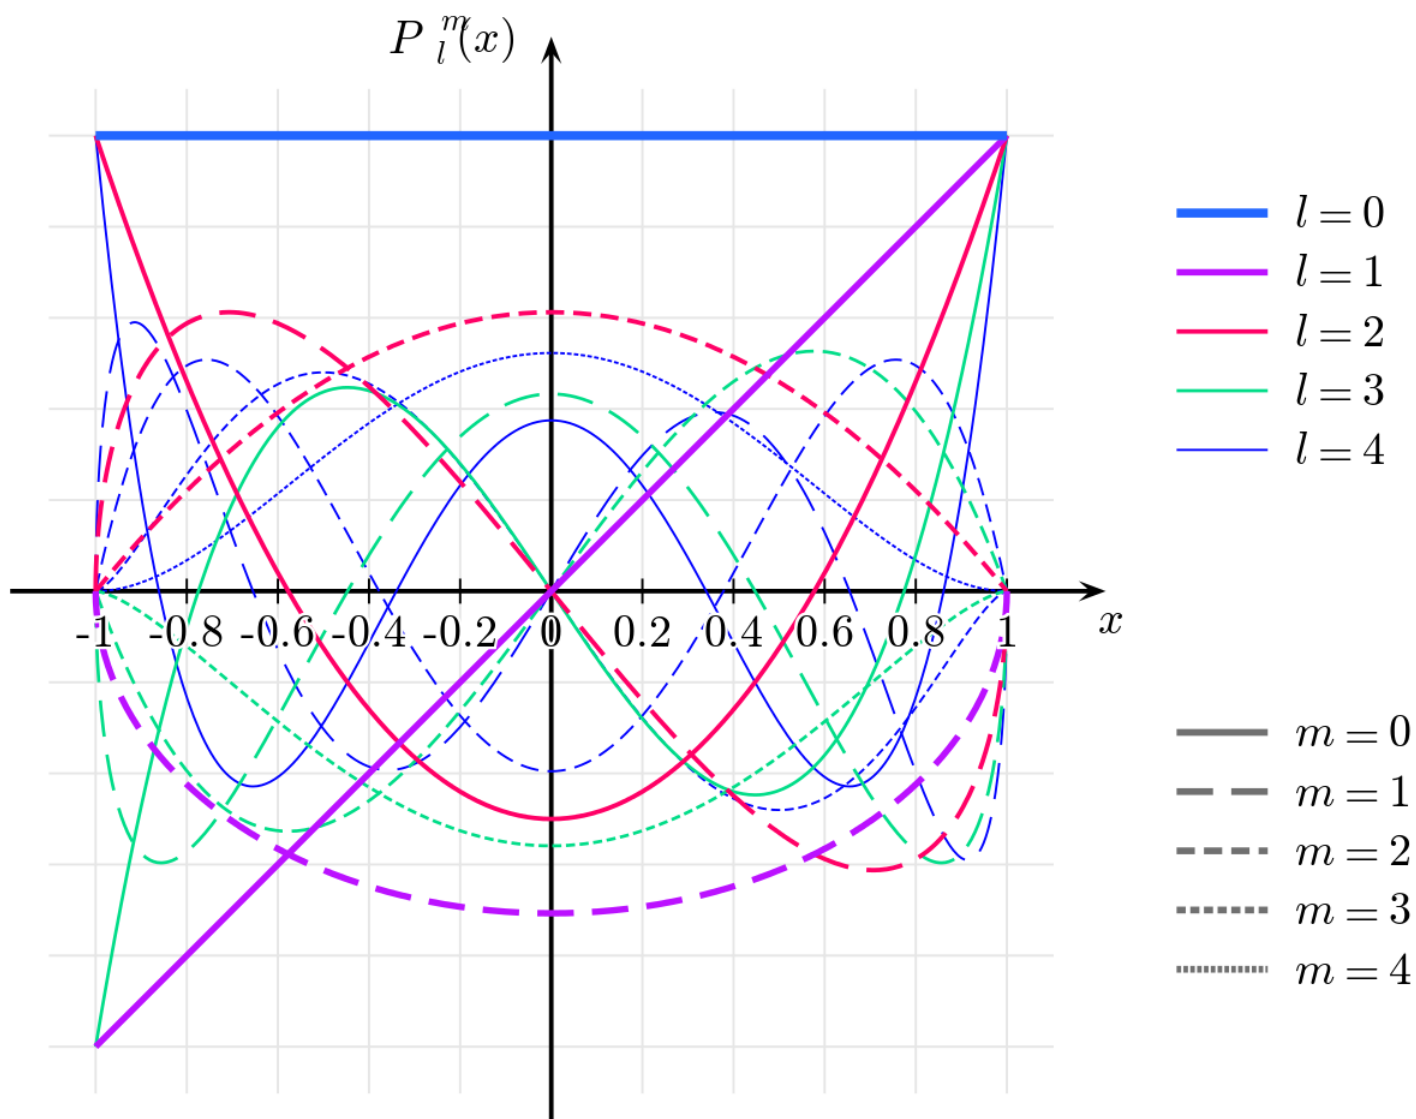 P_l^m(x)
l = 0
l = 1
l = 2
l = 3
l = 4
-1 -0.8 -0.6 -0.4 -0.2 0 0.2 0.4 0.6 0.8 1 x
m = 0
m = 1
m = 2
m = 3
m = 4